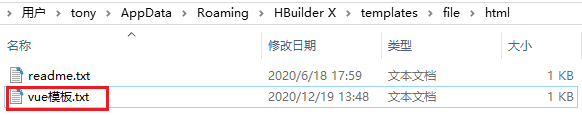 用户 > tony > AppData > Roaming > HBuilder X > templates > file > html
名称 修改日期 类型 大小
readme.txt 2020/6/18 17:59 文本文档 1 KB
vue模板.txt 2020/12/19 13:48 文本文档 1 KB